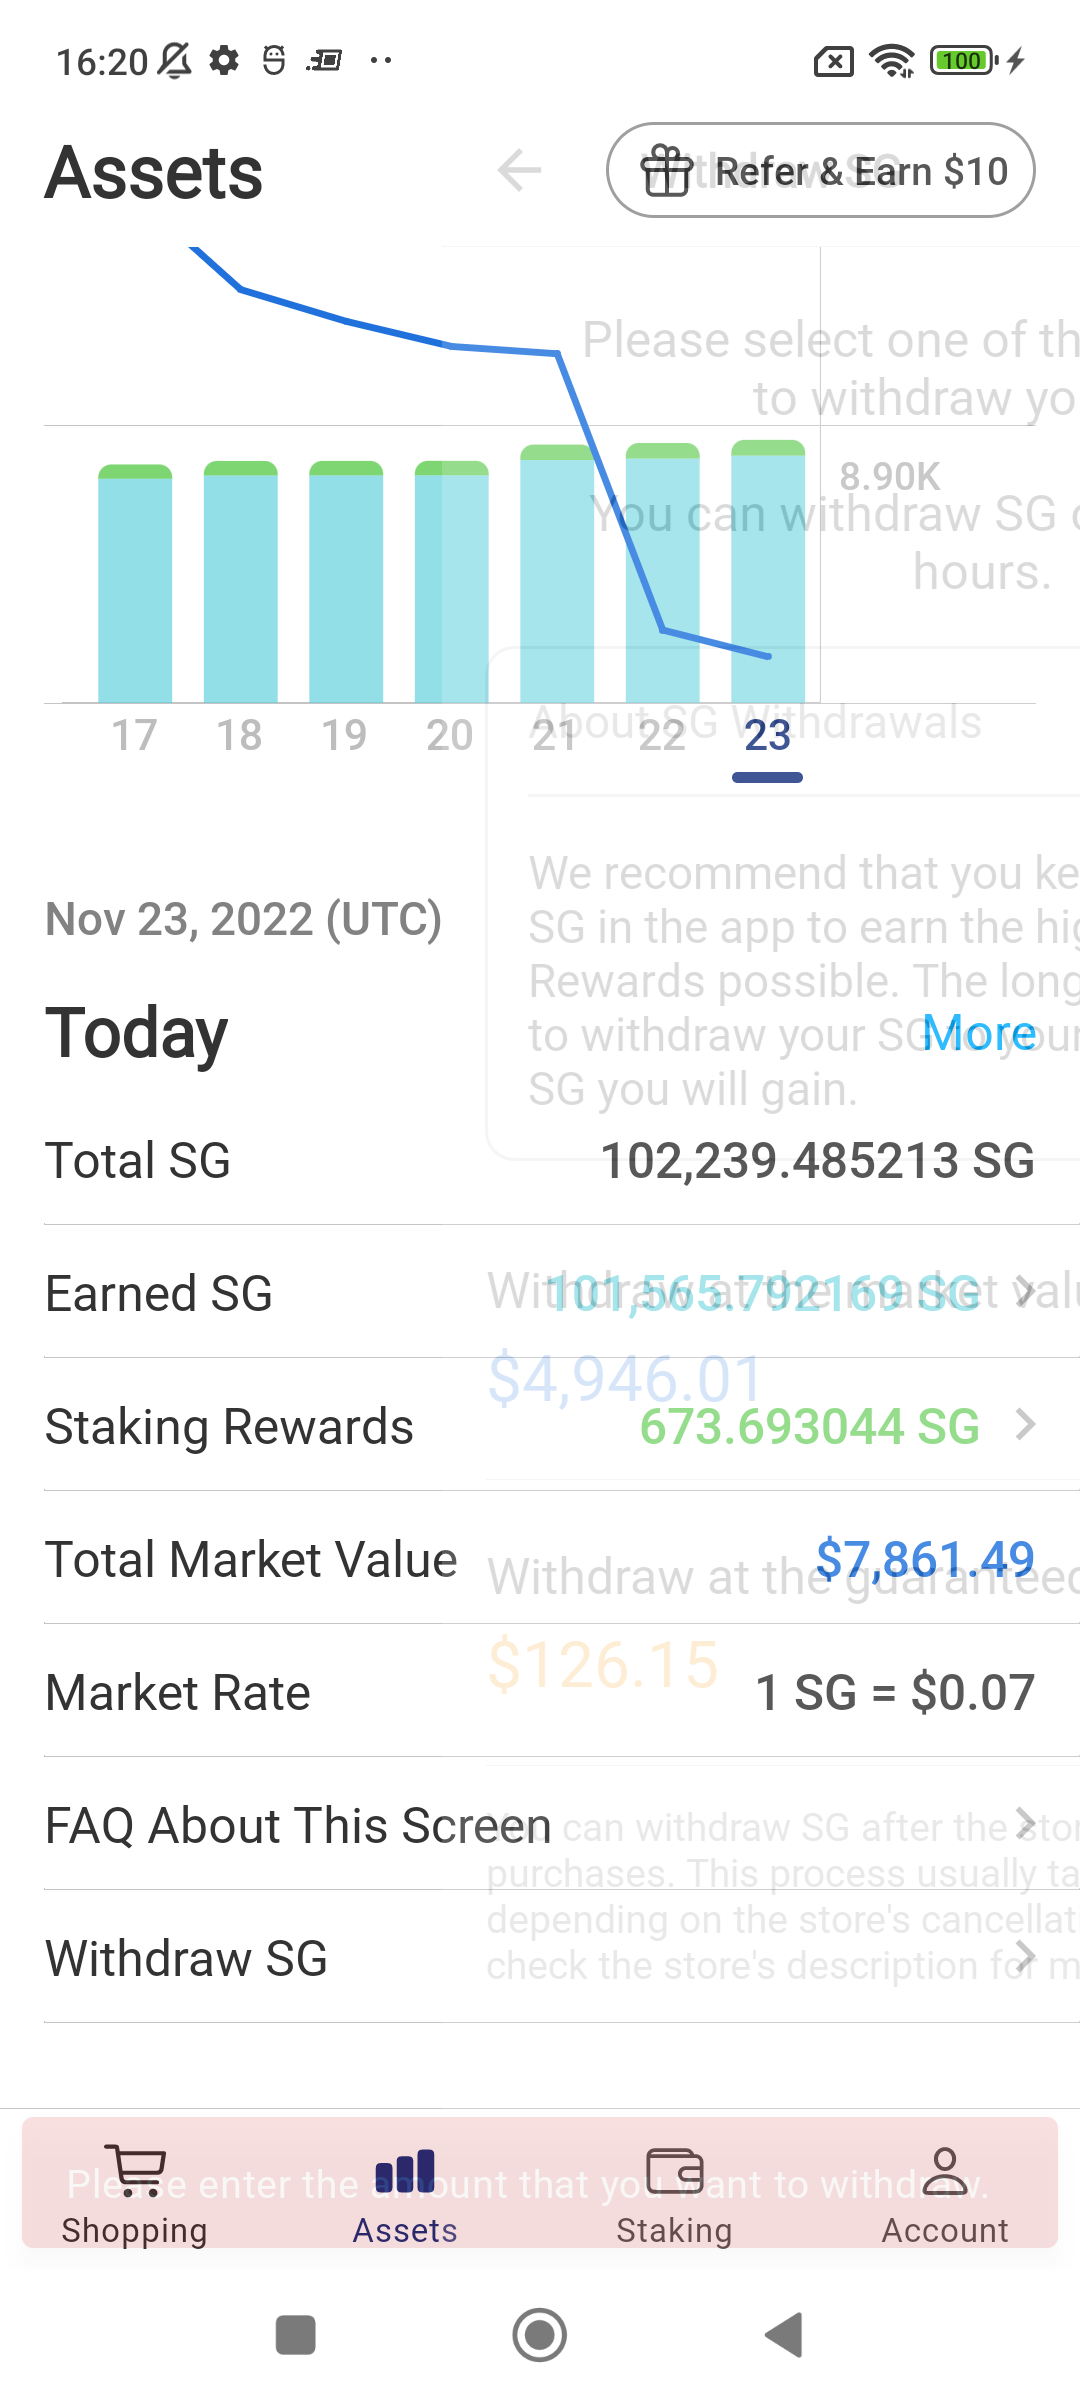 16:20
100
Assets
Withdraw SG
Refer & Earn $10
Please select one of th
to withdraw yo
8.90K
You can withdraw SG
hours.
17 18 19 20 21 22 23
About SG Withdrawals
We recommend that you ke
Nov 23, 2022 (UTC)
SG in the app to earn the hig
Rewards possible. The long
Today
to withdraw your SG to your
More
SG you will gain.
Total SG 102,239.485213 SG
Earned SG 101,565.792169 SG
Withdraw at the market valu
$4,946.01
Staking Rewards 673.693044 SG
Total Market Value $7,861.49
Withdraw at the guaranteed
$126.15
Market Rate 1 SG = $0.07
FAQ About This Screen
You can withdraw SG after the stor
purchases. This process usually ta
depending on the store's cancellat
Withdraw SG
check the store's description for m
Please enter the amount that you want to withdraw.
Shopping Assets Staking Account